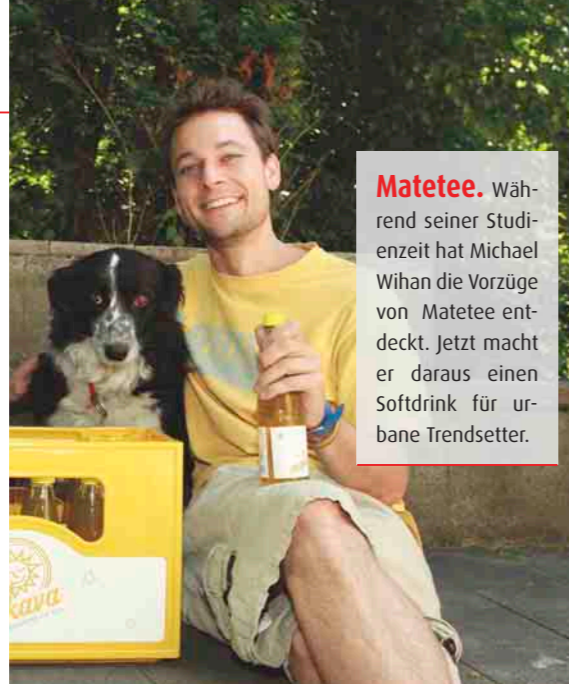 Matetee. Wäh-
rend seiner Studi-
enzeit hat Michael
Wihan die Vorzüge
von Matetee ent-
deckt. Jetzt macht
er daraus einen
Softdrink für ur-
bane Trendsetter.